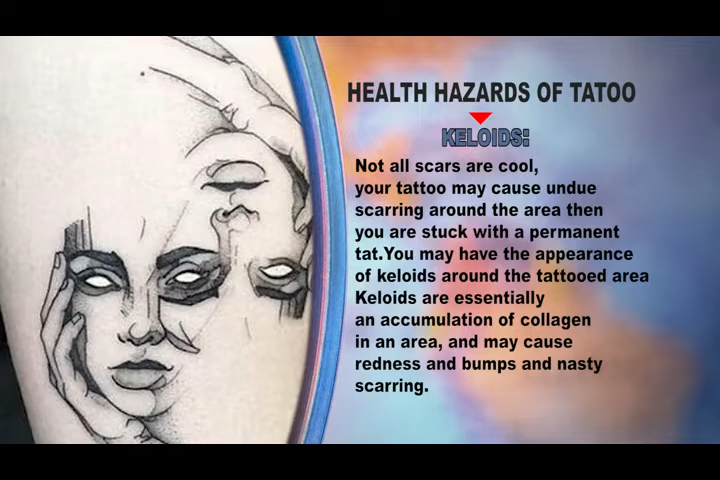 HEALTH HAZARDS OF TATOO
KELOIDS:
Not all scars are cool,
your tattoo may cause undue
scarring around the area then
you are stuck with a permanent
tat.You may have the appearance
of keloids around the tattooed area
Keloids are essentially
an accumulation of collagen
in an area, and may cause
redness and bumps and nasty
scarring.